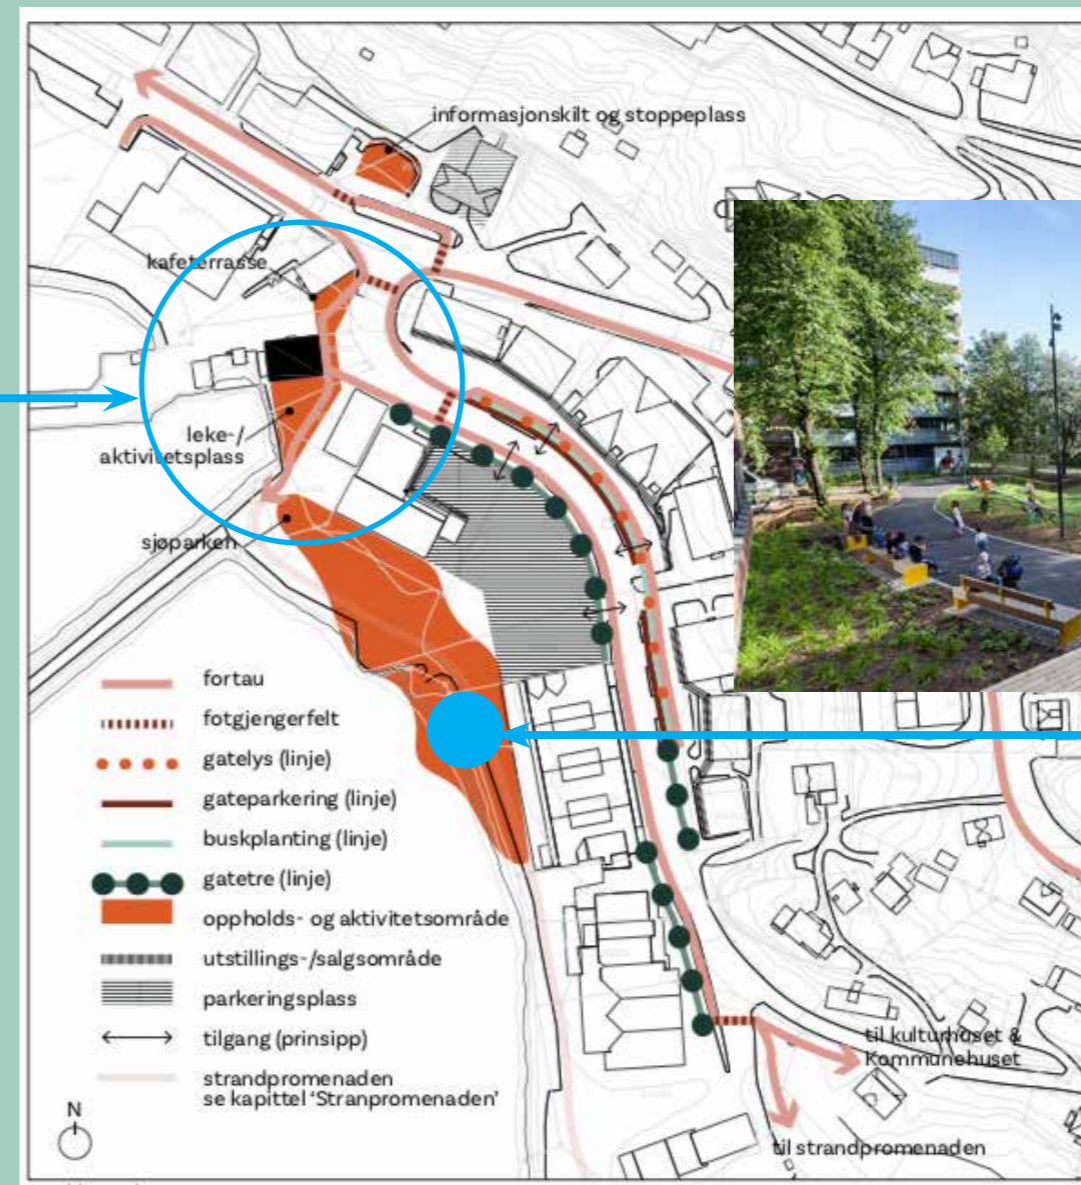 informasjonskilt og stoppeplass
kafeterrasse
leke-/
aktivitetsplass
sjøparken
fortau
fotgjengerfelt
gatelys (linje)
gateparkering (linje)
buskplanting (linje)
gatetre (linje)
oppholds- og aktivitetsområde
utstillings-/salgsområde
parkeringsplass
tilgang (prinsipp)
strandpromenaden
se kapittel ‘Stranpromenaden’
N
til kulturhuset &
Kommunehuset
til strandpromenaden